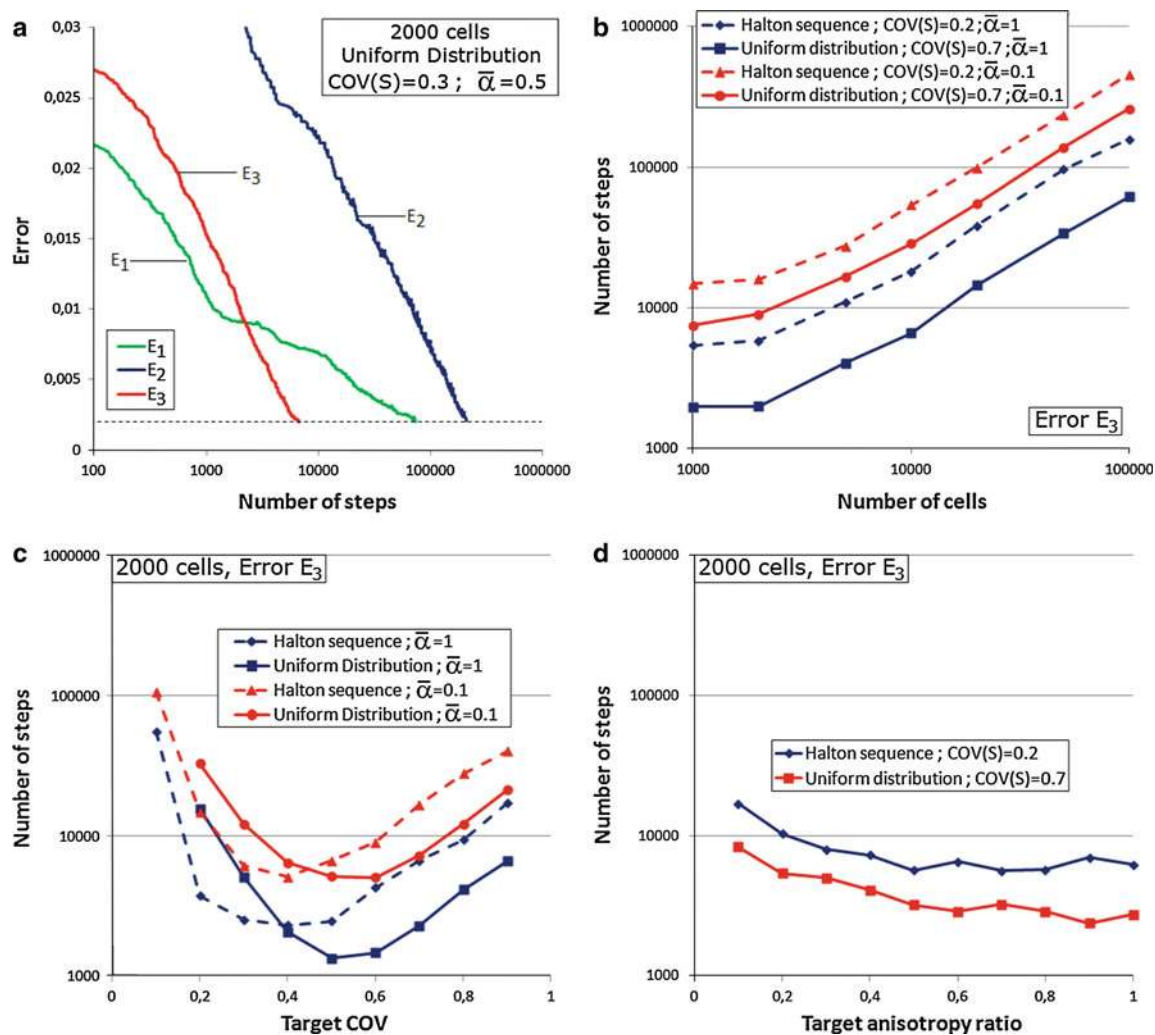 a
0,03
0,025
0,02
0,015
0,01
0,005
0
Error
2000 cells
Uniform Distribution
COV(S)=0.3 ; α̅=0.5
E3
E2
E1
E1
E2
E3
100
1000
10000
100000
1000000
Number of steps
b
1000000
100000
10000
1000
Number of steps
Halton sequence ; COV(S)=0.2 ; α̅=1
Uniform distribution ; COV(S)=0.7 ; α̅=1
Halton sequence ; COV(S)=0.2 ; α̅=0.1
Uniform distribution ; COV(S)=0.7 ; α̅=0.1
Error E3
1000
10000
100000
Number of cells
c
1000000
100000
10000
1000
Number of steps
2000 cells, Error E3
Halton sequence ; α̅=1
Uniform Distribution ; α̅=1
Halton sequence ; α̅=0.1
Uniform Distribution ; α̅=0.1
0
0,2
0,4
0,6
0,8
1
Target COV
d
1000000
100000
10000
1000
Number of steps
2000 cells, Error E3
Halton sequence ; COV(S)=0.2
Uniform distribution ; COV(S)=0.7
0
0,2
0,4
0,6
0,8
1
Target anisotropy ratio